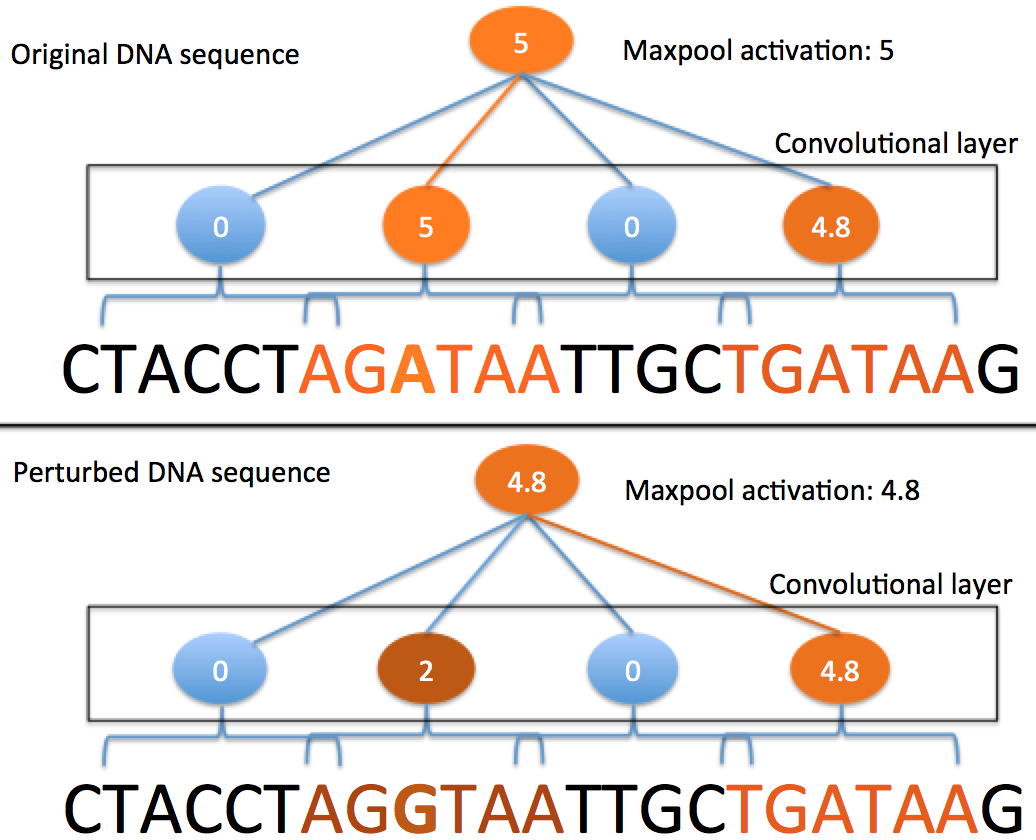 5
Original DNA sequence
Maxpool activation: 5
Convolutional layer
0 5 0 4.8
CTACCTAGATAATTGCTGATAAG
Perturbed DNA sequence
4.8
Maxpool activation: 4.8
Convolutional layer
0 2 0 4.8
CTACCTAGGTAATTGCTGATAAG